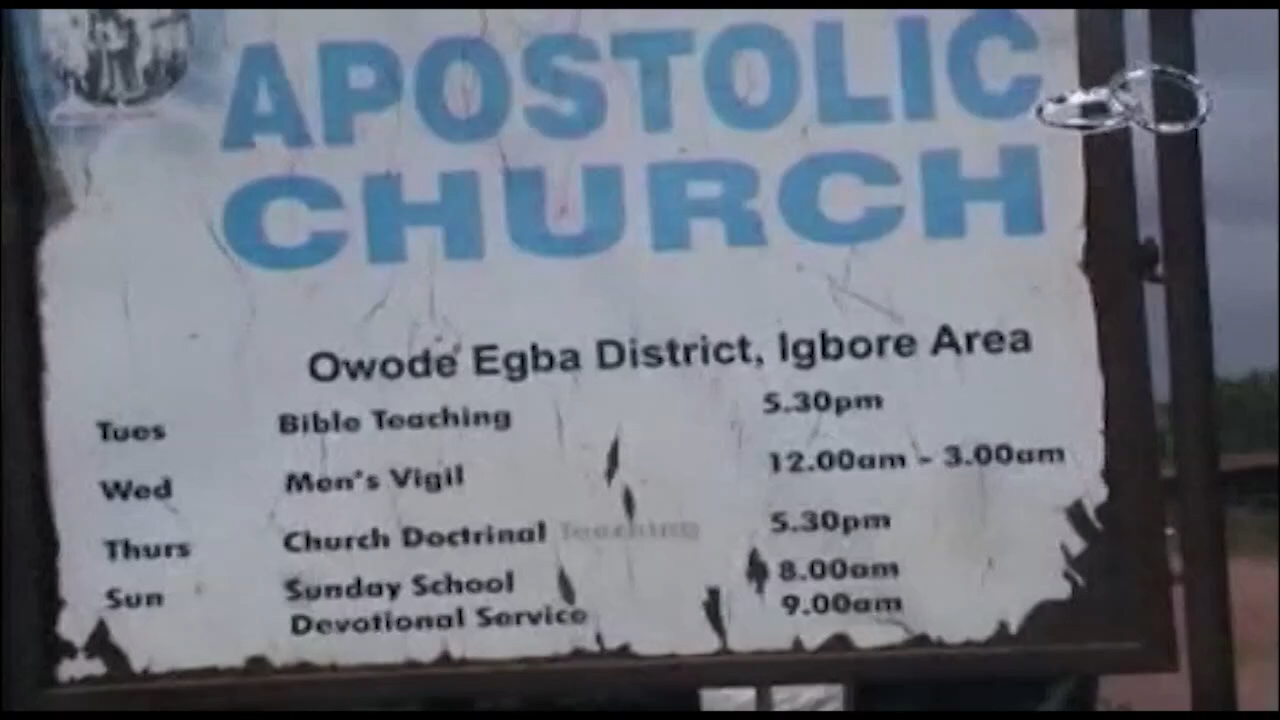 APOSTOLIC
CHURCH
Owode Egba District, Igbore Area
Tues Bible Teaching 5.30pm
Wed Men's Vigil 12.00am - 3.00am
Thurs Church Doctrinal Teaching 5.30pm
Sun Sunday School 8.00am
Devotional Service 9.00am